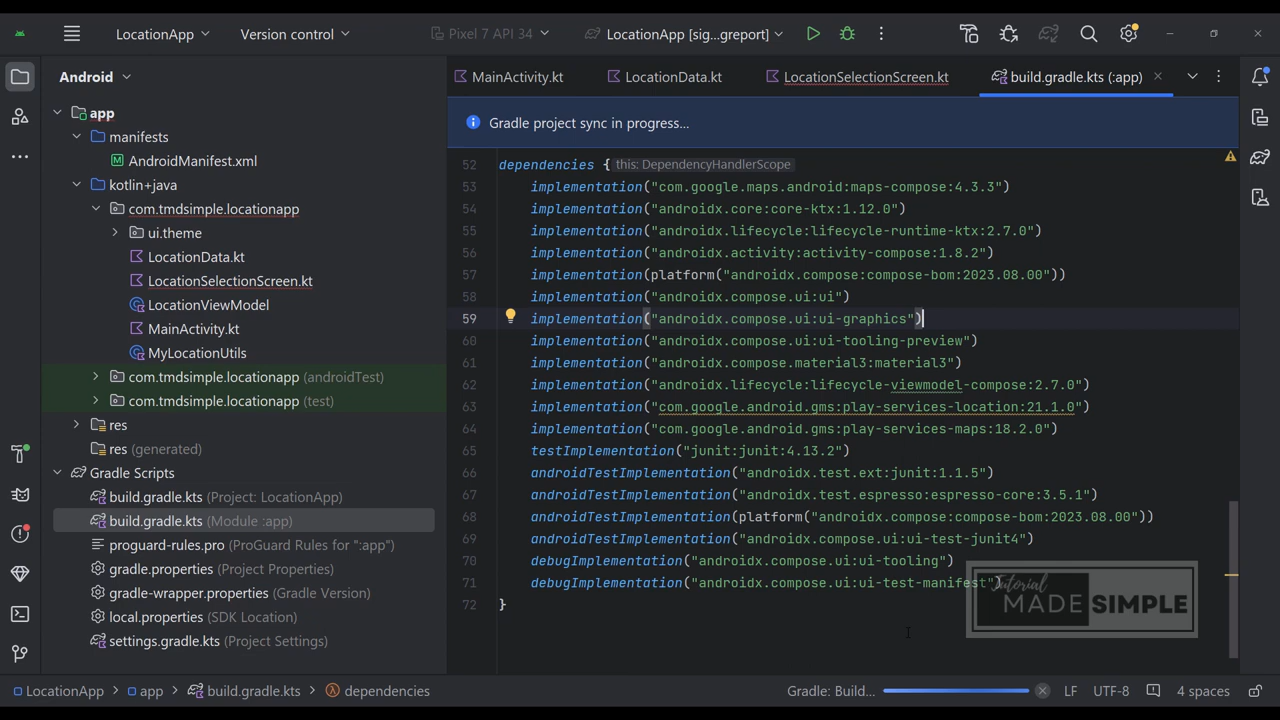 LocationApp
Version control
Pixel 7 API 34
LocationApp [sig...greport]
Android
MainActivity.kt
LocationData.kt
LocationSelectionScreen.kt
build.gradle.kts (:app)
Gradle project sync in progress...
app
manifests
AndroidManifest.xml
kotlin+java
com.tmdsimple.locationapp
ui.theme
LocationData.kt
LocationSelectionScreen.kt
LocationViewModel
MainActivity.kt
MyLocationUtils
com.tmdsimple.locationapp (androidTest)
com.tmdsimple.locationapp (test)
res
res (generated)
Gradle Scripts
build.gradle.kts (Project: LocationApp)
build.gradle.kts (Module :app)
proguard-rules.pro (ProGuard Rules for ":app")
gradle.properties (Project Properties)
gradle-wrapper.properties (Gradle Version)
local.properties (SDK Location)
settings.gradle.kts (Project Settings)
52 dependencies { this: DependencyHandlerScope
53 implementation("com.google.maps.android:maps-compose:4.3.3")
54 implementation("androidx.core:core-ktx:1.12.0")
55 implementation("androidx.lifecycle:lifecycle-runtime-ktx:2.7.0")
56 implementation("androidx.activity:activity-compose:1.8.2")
57 implementation(platform("androidx.compose:compose-bom:2023.08.00"))
58 implementation("androidx.compose.ui:ui")
59 implementation("androidx.compose.ui:ui-graphics")
60 implementation("androidx.compose.ui:ui-tooling-preview")
61 implementation("androidx.compose.material3:material3")
62 implementation("androidx.lifecycle:lifecycle-viewmodel-compose:2.7.0")
63 implementation("com.google.android.gms:play-services-location:21.1.0")
64 implementation("com.google.android.gms:play-services-maps:18.2.0")
65 testImplementation("junit:junit:4.13.2")
66 androidTestImplementation("androidx.test.ext:junit:1.1.5")
67 androidTestImplementation("androidx.test.espresso:espresso-core:3.5.1")
68 androidTestImplementation(platform("androidx.compose:compose-bom:2023.08.00"))
69 androidTestImplementation("androidx.compose.ui:ui-test-junit4")
70 debugImplementation("androidx.compose.ui:ui-tooling")
71 debugImplementation("androidx.compose.ui:ui-test-manifest")
72 }
Tutorial
MADE SIMPLE
LocationApp > app > build.gradle.kts > dependencies
Gradle: Build...
LF
UTF-8
4 spaces